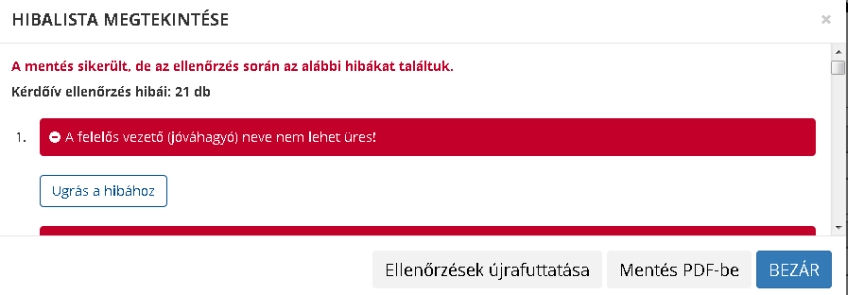 HIBALISTA MEGTEKINTÉSE
×
A mentés sikerült, de az ellenőrzés során az alábbi hibákat találtuk.
Kérdőív ellenőrzés hibái: 21 db
1. A felelős vezető (jóváhagyó) neve nem lehet üres!
Ugrás a hibához
Ellenőrzések újrafuttatása Mentés PDF-be BEZÁR